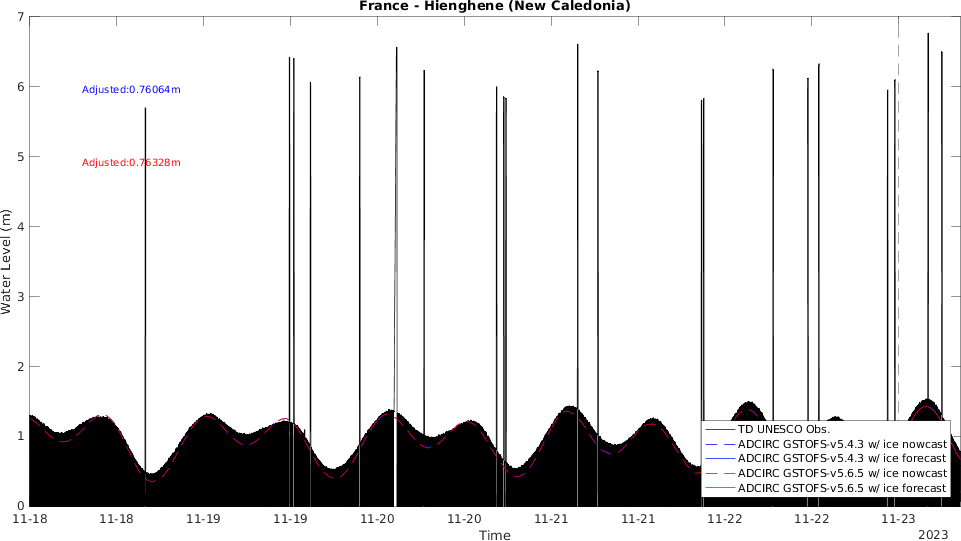 France - Hienghene (New Caledonia)
7
6
5
4
3
2
1
0
Water Level (m)
Adjusted:0.76064m
Adjusted:0.76328m
TD UNESCO Obs.
ADCIRC GSTOFS-v5.4.3 w/ ice nowcast
ADCIRC GSTOFS-v5.4.3 w/ ice forecast
ADCIRC GSTOFS-v5.6.5 w/ ice nowcast
ADCIRC GSTOFS-v5.6.5 w/ ice forecast
11-18 11-18 11-19 11-19 11-20 11-20 11-21 11-21 11-22 11-22 11-23
Time
2023